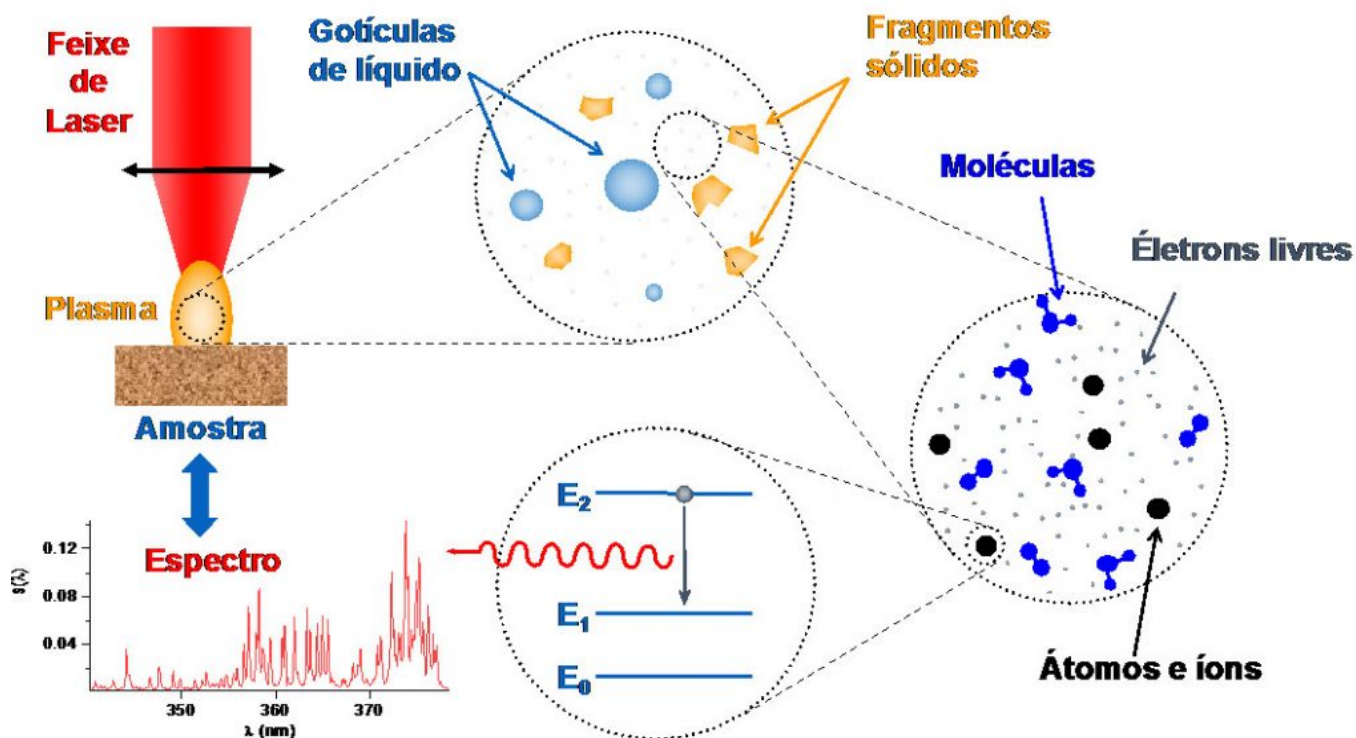 Feixe
de
Laser
Gotículas
de líquido
Fragmentos
sólidos
Moléculas
Életrons livres
Plasma
Amostra
Espectro
E2
E1
E0
Átomos e íons
S(λ)
0.12
0.08
0.04
350
360
370
λ (nm)